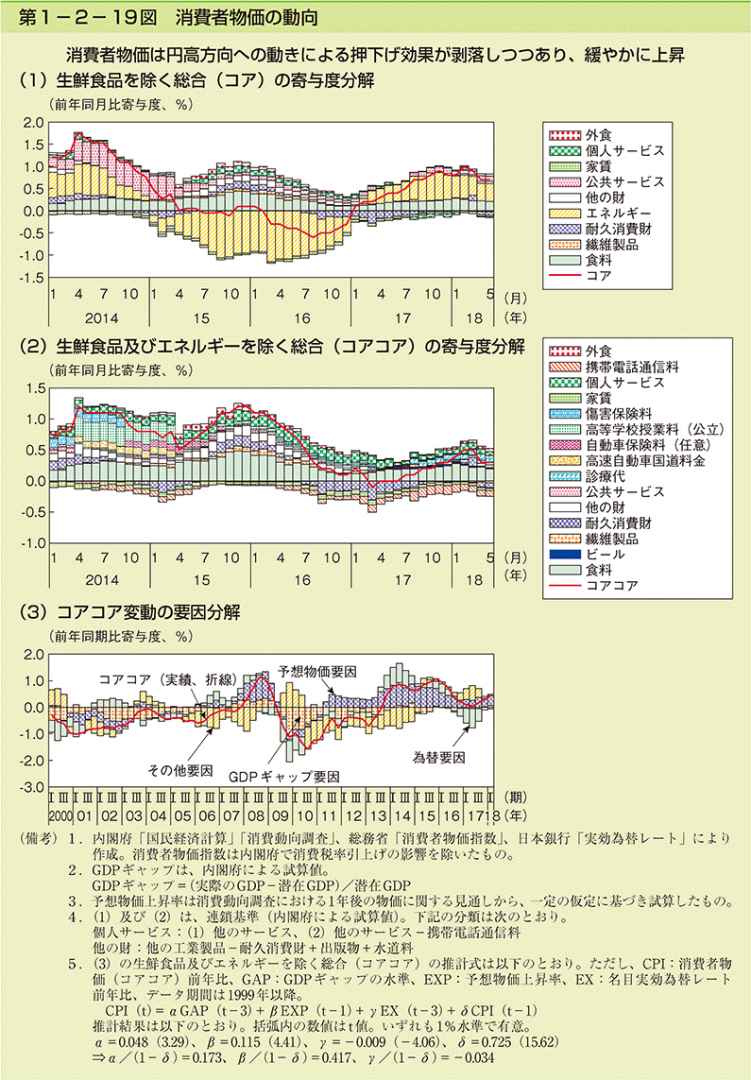 第1-2-19図 消費者物価の動向
消費者物価は円高方向への動きによる押下げ効果が剥落しつつあり、緩やかに上昇
(1)生鮮食品を除く総合(コア)の寄与度分解
(前年同月比寄与度、%)
2.0
1.5
1.0
0.5
0.0
-0.5
-1.0
-1.5
1 4 7 10 1 4 7 10 1 4 7 10 1 4 7 10 1 5 (月)
2014 15 16 17 18 (年)
外食
個人サービス
家賃
公共サービス
他の財
エネルギー
耐久消費財
繊維製品
食料
コア
(2)生鮮食品及びエネルギーを除く総合(コアコア)の寄与度分解
(前年同月比寄与度、%)
1.5
1.0
0.5
0.0
-0.5
-1.0
1 4 7 10 1 4 7 10 1 4 7 10 1 4 7 10 1 5 (月)
2014 15 16 17 18 (年)
外食
携帯電話通信料
個人サービス
家賃
傷害保険料
高等学校授業料(公立)
自動車保険料(任意)
高速自動車国道料金
診療代
公共サービス
他の財
耐久消費財
繊維製品
ビール
食料
コアコア
(3)コアコア変動の要因分解
(前年同期比寄与度、%)
2.0
1.0
0.0
-1.0
-2.0
-3.0
コアコア(実績、折線)
予想物価要因
その他要因
GDPギャップ要因
為替要因
Ⅰ Ⅲ Ⅰ Ⅲ Ⅰ Ⅲ Ⅰ Ⅲ Ⅰ Ⅲ Ⅰ Ⅲ Ⅰ Ⅲ Ⅰ Ⅲ Ⅰ Ⅲ Ⅰ Ⅲ Ⅰ Ⅲ Ⅰ Ⅲ Ⅰ Ⅲ Ⅰ Ⅲ Ⅰ Ⅲ Ⅰ Ⅲ Ⅰ Ⅲ Ⅰ Ⅲ Ⅰ (期)
2000 01 02 03 04 05 06 07 08 09 10 11 12 13 14 15 16 17 18 (年)
(備考)1.内閣府「国民経済計算」「消費動向調査」、総務省「消費者物価指数」、日本銀行「実効為替レート」により
作成。消費者物価指数は内閣府で消費税率引上げの影響を除いたもの。
2.GDPギャップは、内閣府による試算値。
GDPギャップ=(実際のGDP-潜在GDP)/潜在GDP
3.予想物価上昇率は消費動向調査における1年後の物価に関する見通しから、一定の仮定に基づき試算したもの。
4.(1)及び(2)は、連鎖基準(内閣府による試算値)。下記の分類は次のとおり。
個人サービス:(1)他のサービス、(2)他のサービス-携帯電話通信料
他の財:他の工業製品-耐久消費財+出版物+水道料
5.(3)の生鮮食品及びエネルギーを除く総合(コアコア)の推計式は以下のとおり。ただし、CPI:消費者物
価(コアコア)前年比、GAP:GDPギャップの水準、EXP:予想物価上昇率、EX:名目実効為替レート
前年比、データ期間は1999年以降。
CPI(t)=αGAP(t-3)+βEXP(t-1)+γEX(t-3)+δCPI(t-1)
推計結果は以下のとおり。括弧内の数値はt値。いずれも1%水準で有意。
α=0.048(3.29)、β=0.115(4.41)、γ=-0.009(-4.06)、δ=0.725(15.62)
⇒α/(1-δ)=0.173、β/(1-δ)=0.417、γ/(1-δ)=-0.034